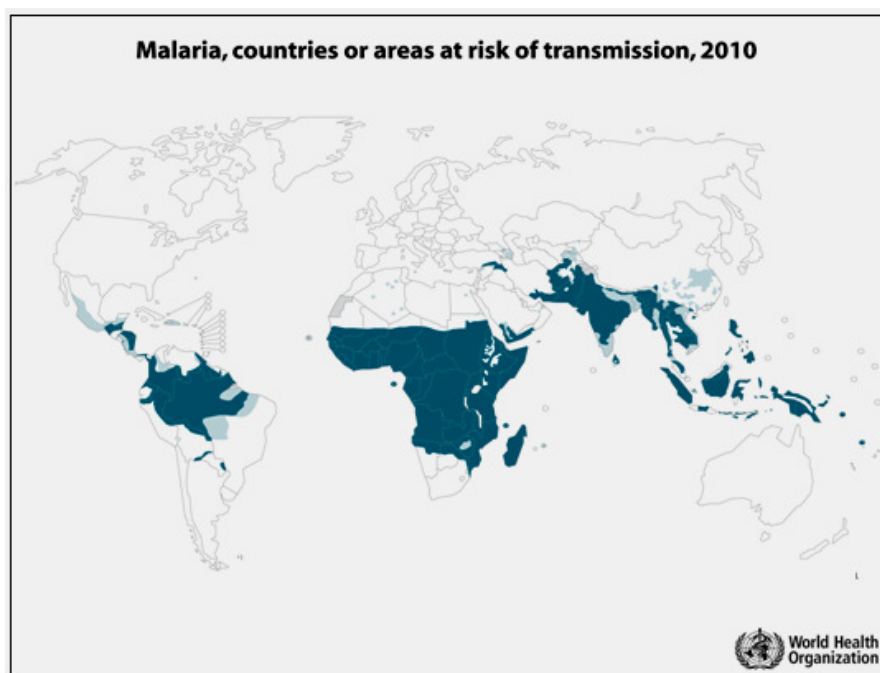 Malaria, countries or areas at risk of transmission, 2010
World Health
Organization